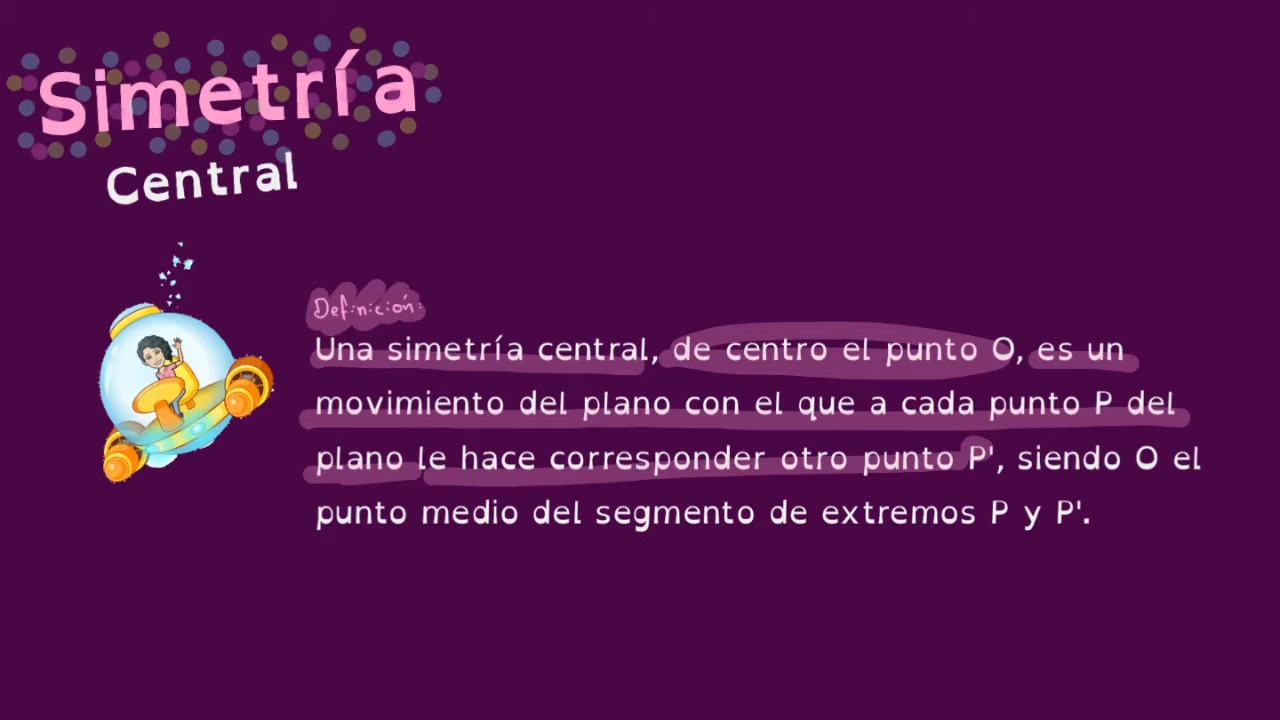 Simetría
Central
Definición:
Una simetría central, de centro el punto O, es un
movimiento del plano con el que a cada punto P del
plano le hace corresponder otro punto P', siendo O el
punto medio del segmento de extremos P y P'.